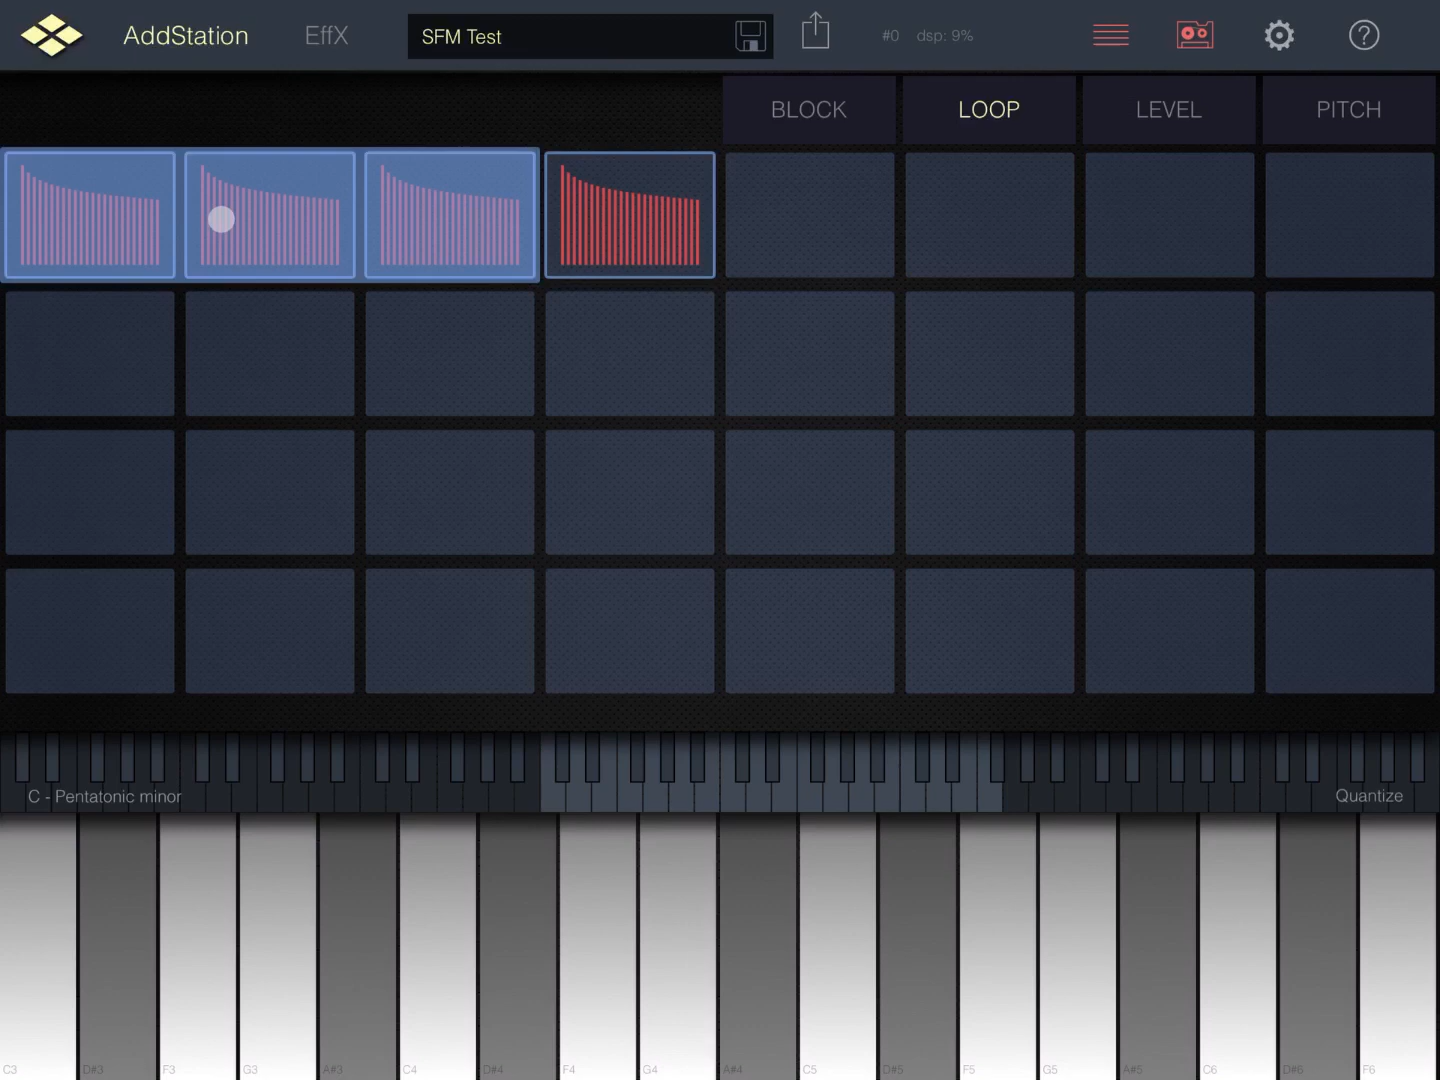 AddStation EffX SFM Test #0 dsp: 9%
BLOCK LOOP LEVEL PITCH
C - Pentatonic minor Quantize
C3 D#3 F3 G3 A#3 C4 D#4 F4 G4 A#4 C5 D#5 F5 G5 A#5 C6 D#6 F6